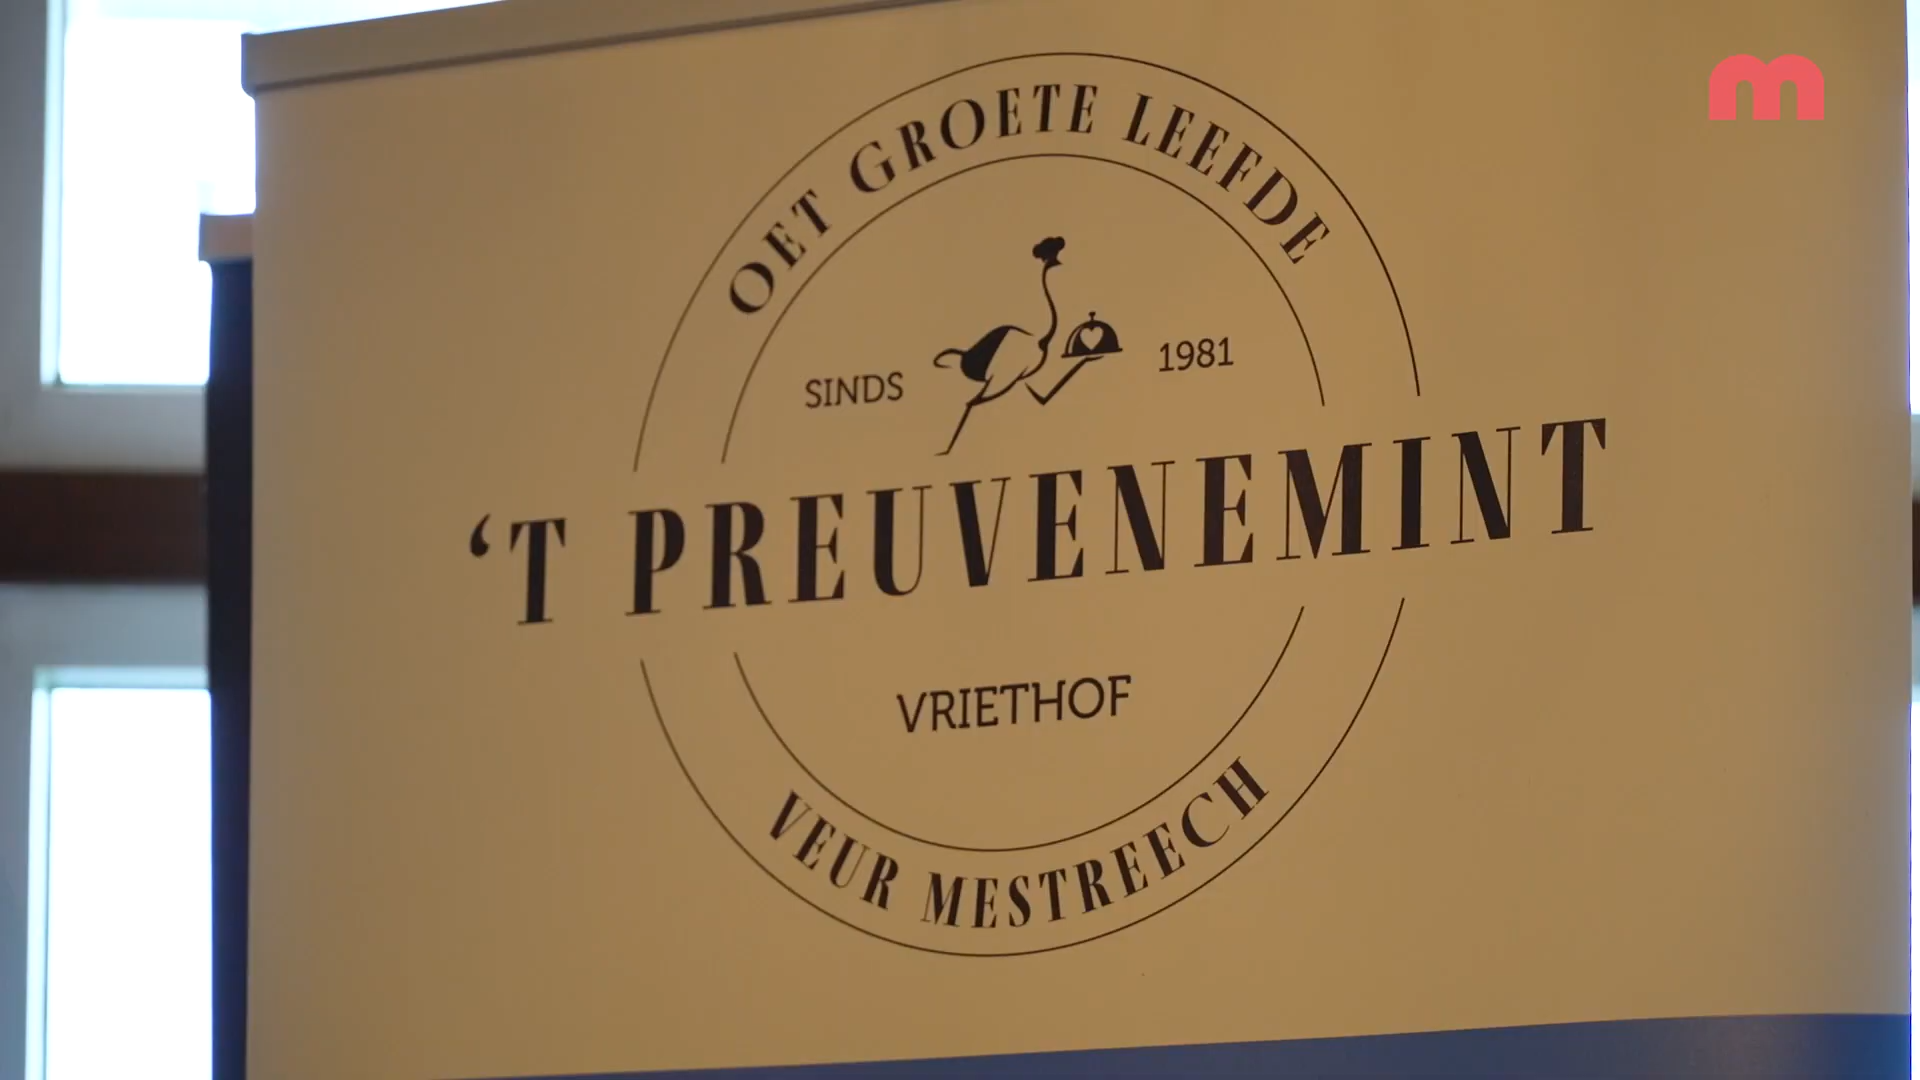 OET GROETE LEEFDE
SINDS 1981
‘T PREUVENEMINT
VRIETHOF
VEUR MESTREECH
m